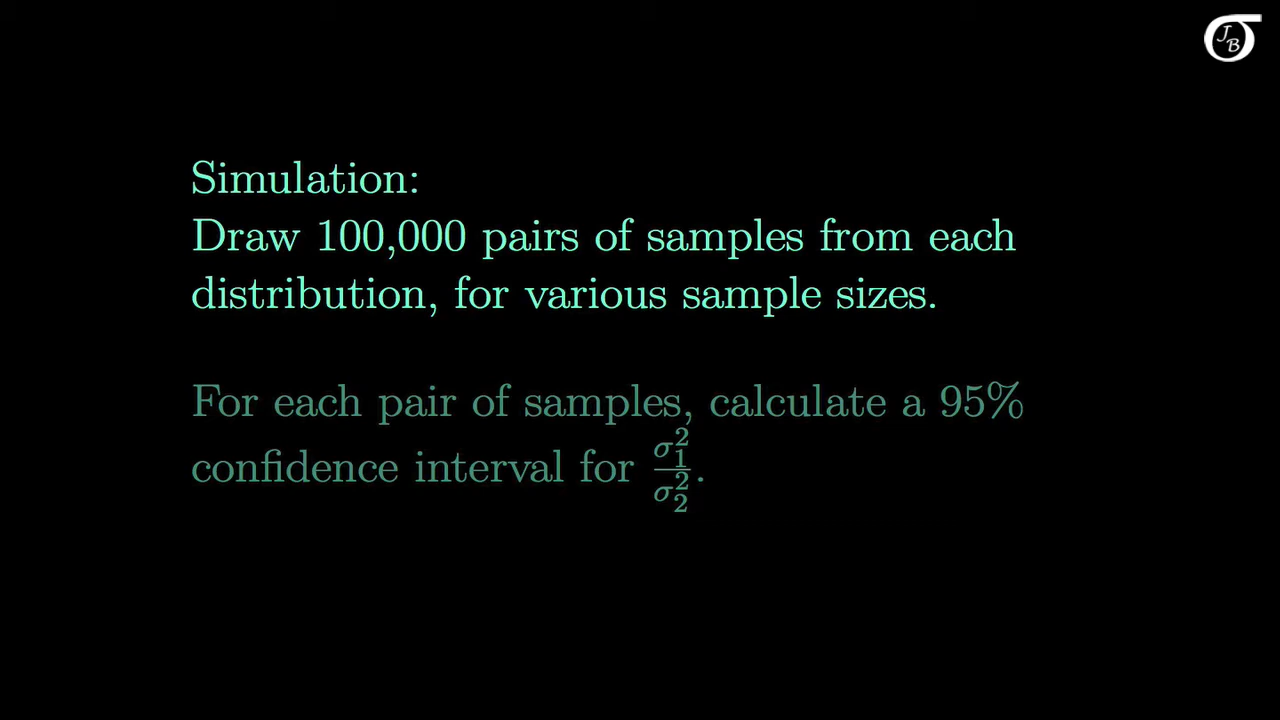 JB
Simulation:
Draw 100,000 pairs of samples from each
distribution, for various sample sizes.
For each pair of samples, calculate a 95%
confidence interval for σ₁²/σ₂².